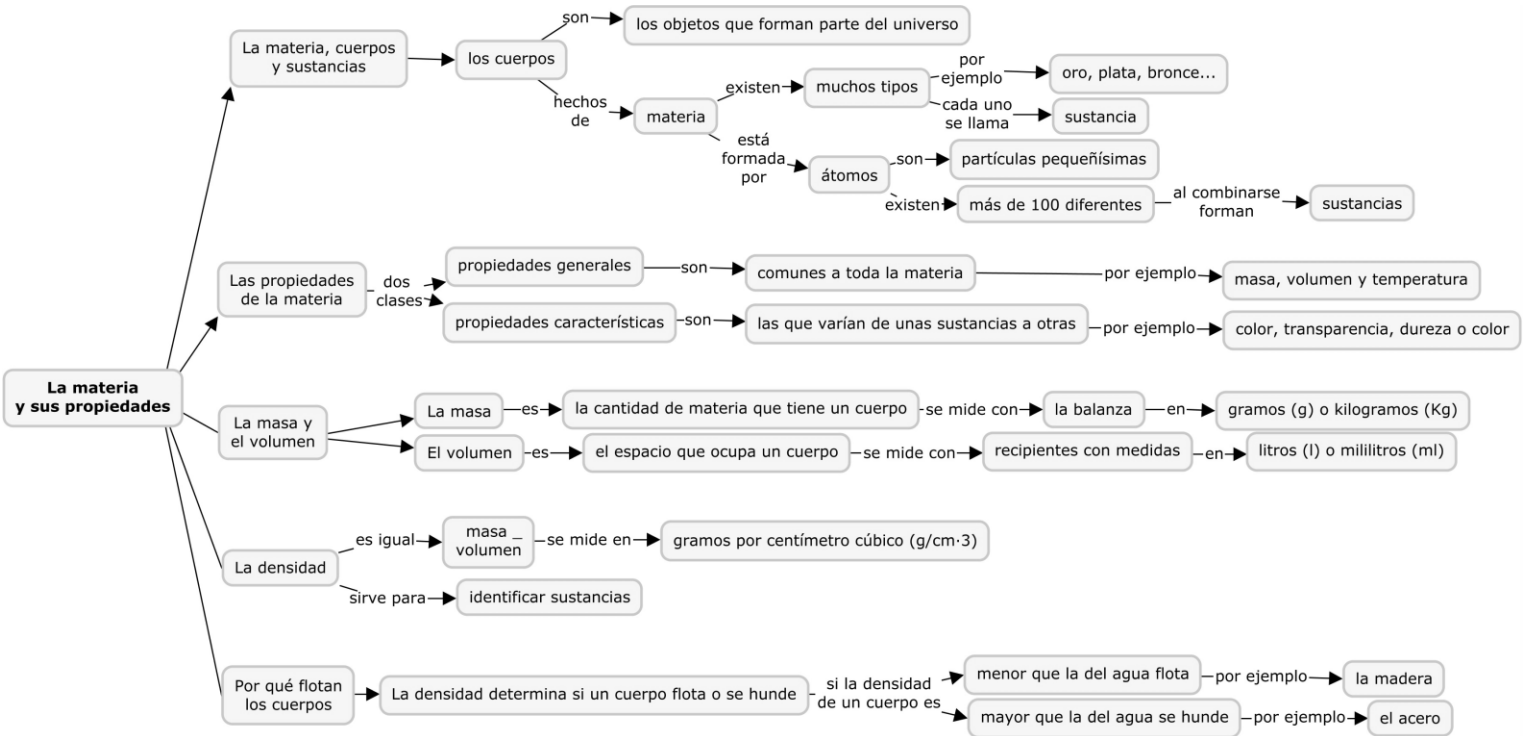 La materia
y sus propiedades
La materia, cuerpos
y sustancias
los cuerpos
son
los objetos que forman parte del universo
hechos
de
materia
existen
muchos tipos
por
ejemplo
oro, plata, bronce...
cada uno
se llama
sustancia
está
formada
por
átomos
son
partículas pequeñísimas
existen
más de 100 diferentes
al combinarse
forman
sustancias
Las propiedades
de la materia
dos
clases
propiedades generales
son
comunes a toda la materia
por ejemplo
masa, volumen y temperatura
propiedades características
son
las que varían de unas sustancias a otras
por ejemplo
color, transparencia, dureza o color
La masa y
el volumen
La masa
es
la cantidad de materia que tiene un cuerpo
se mide con
la balanza
en
gramos (g) o kilogramos (Kg)
El volumen
es
el espacio que ocupa un cuerpo
se mide con
recipientes con medidas
en
litros (l) o mililitros (ml)
La densidad
es igual
masa _
volumen
se mide en
gramos por centímetro cúbico (g/cm·3)
sirve para
identificar sustancias
Por qué flotan
los cuerpos
La densidad determina si un cuerpo flota o se hunde
si la densidad
de un cuerpo es
menor que la del agua flota
por ejemplo
la madera
mayor que la del agua se hunde
por ejemplo
el acero